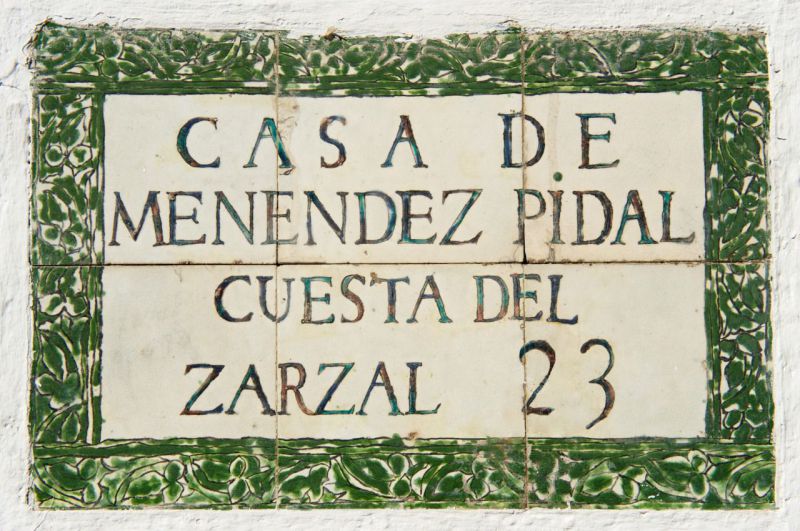 CASA DE
MENENDEZ PIDAL
CUESTA DEL
ZARZAL 23